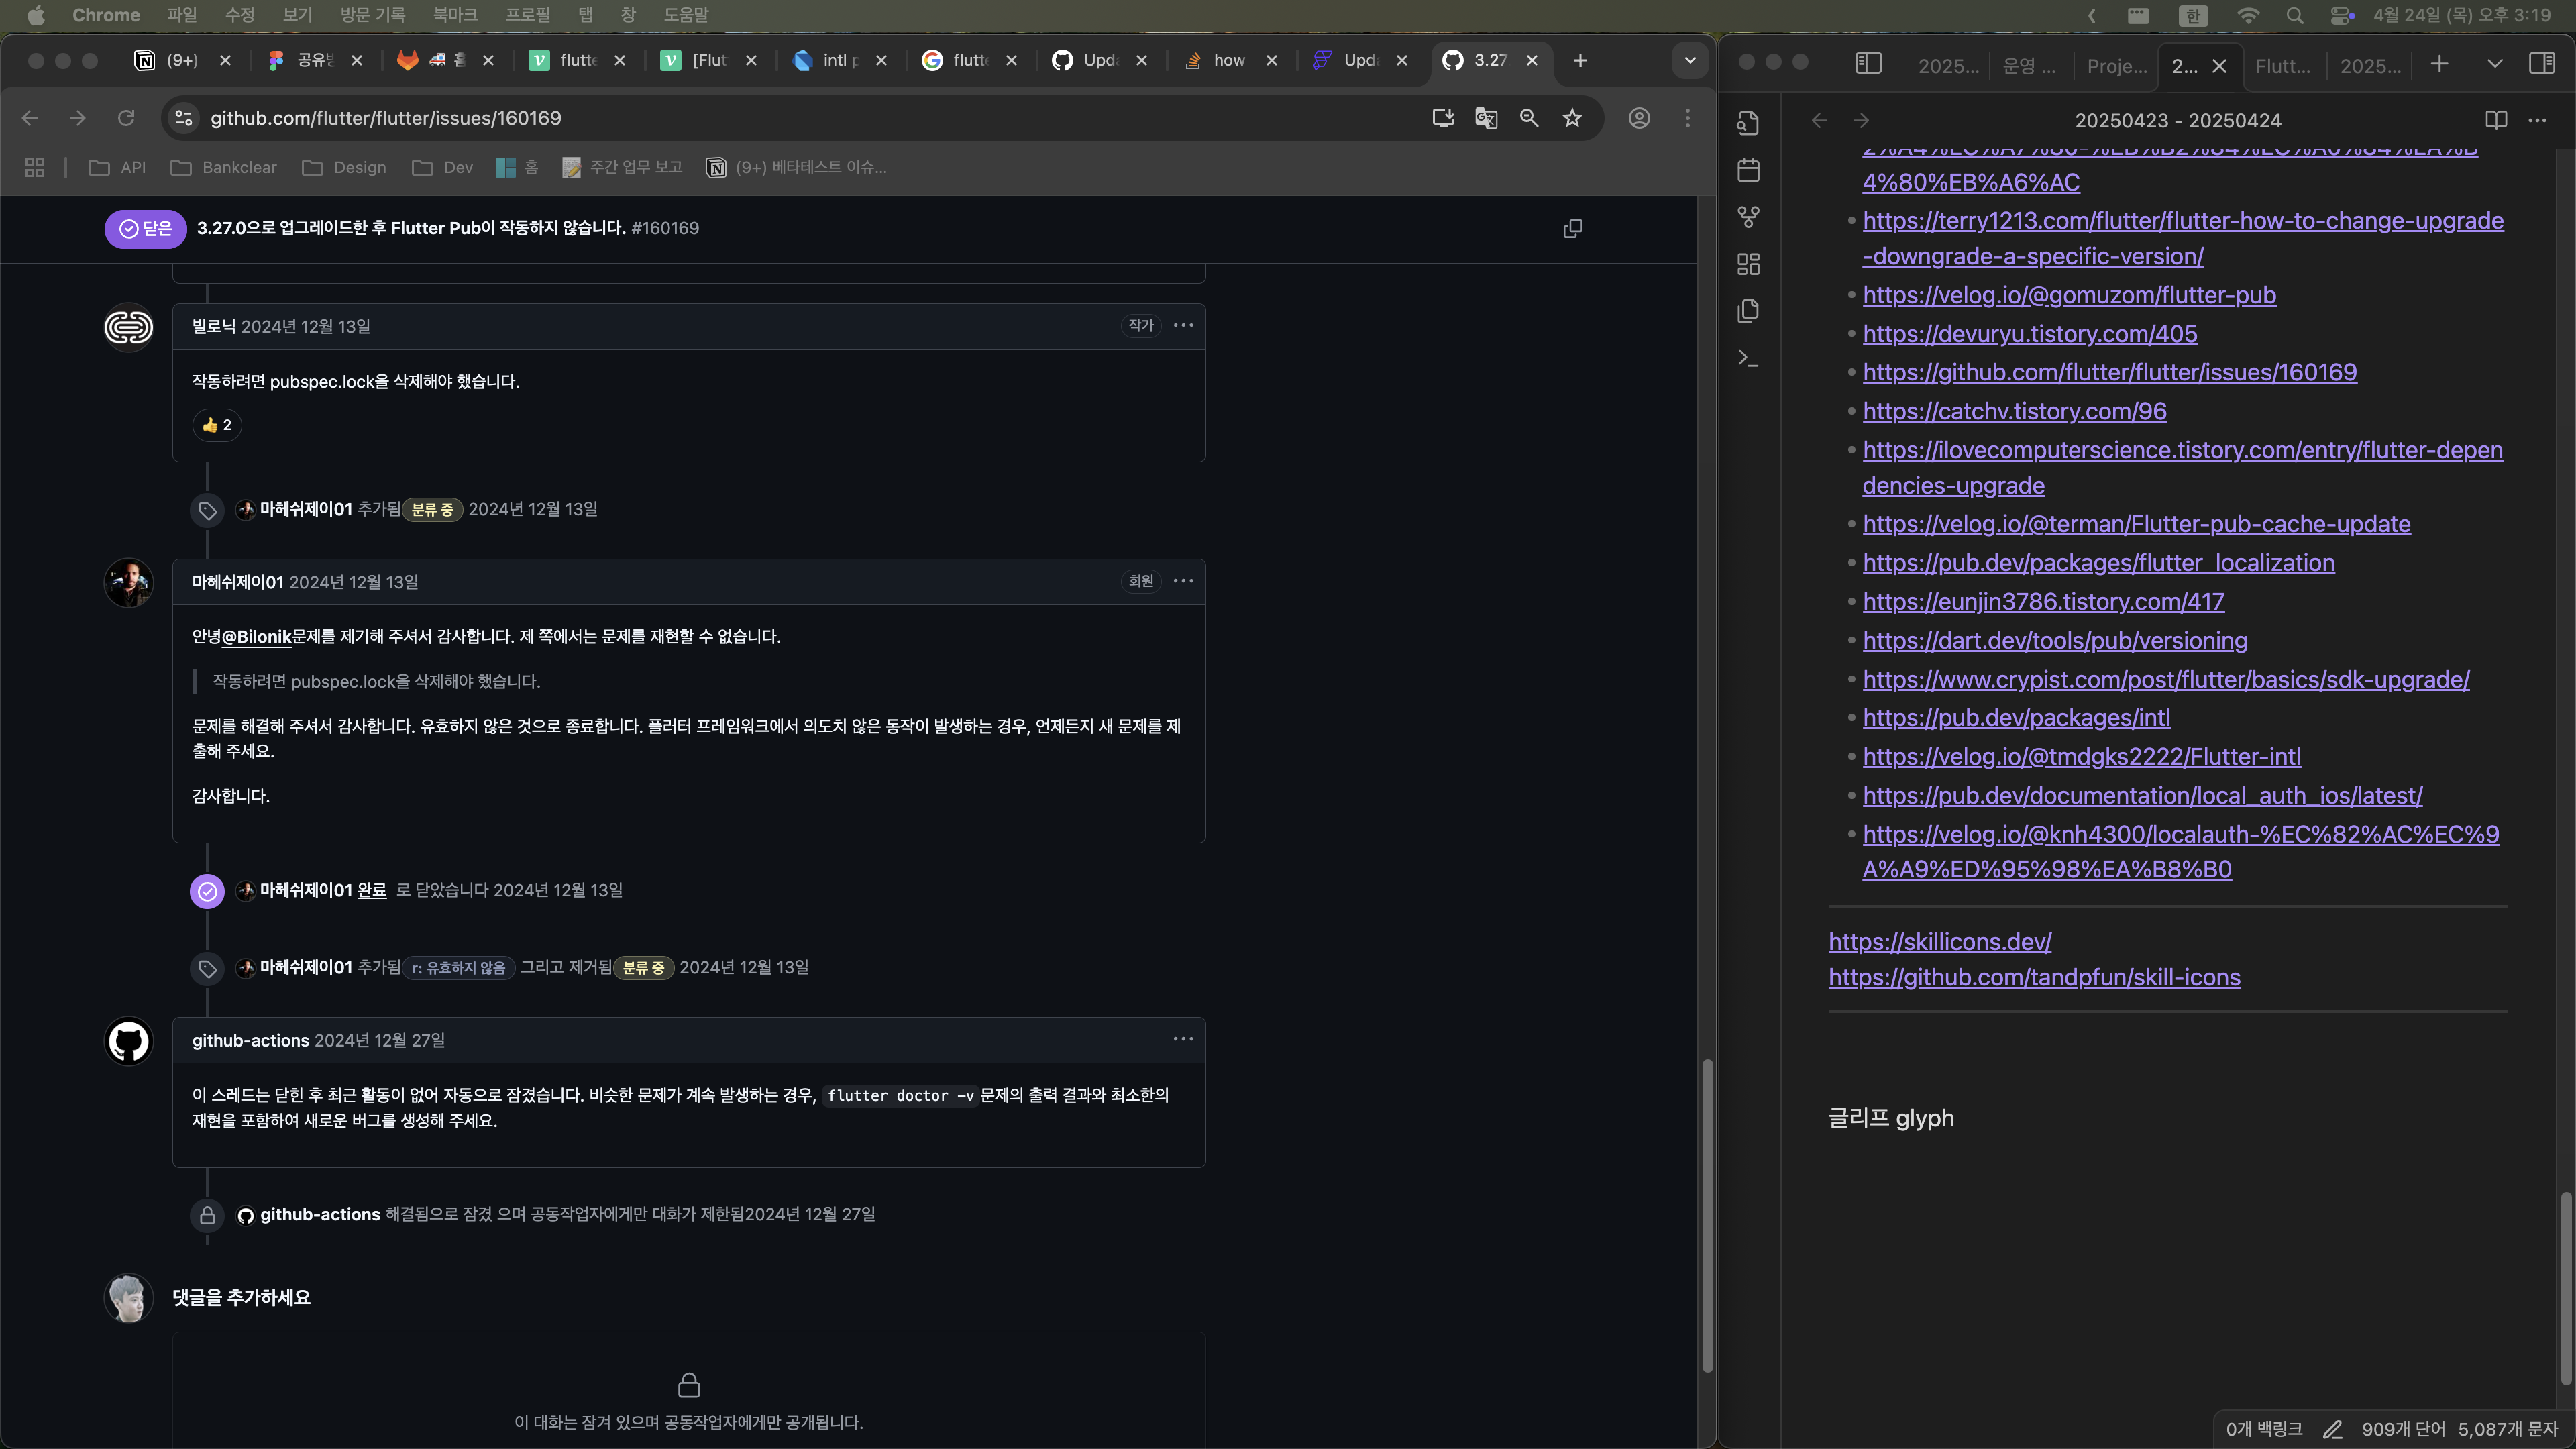 Chrome 파일 수정 보기 방문 기록 북마크 프로필 탭 창 도움말 한 4월 24일 (목) 오후 3:19
(9+) 공유방 홈 flutte [Flut intl p flutte Upda how Upda 3.27
github.com/flutter/flutter/issues/160169
API Bankclear Design Dev 홈 주간 업무 보고 (9+) 베타테스트 이슈...
닫은 3.27.0으로 업그레이드한 후 Flutter Pub이 작동하지 않습니다. #160169
빌로닉 2024년 12월 13일 작가
작동하려면 pubspec.lock을 삭제해야 했습니다.
👍 2
마헤쉬제이01 추가됨 분류 중 2024년 12월 13일
마헤쉬제이01 2024년 12월 13일 회원
안녕@Bilonik문제를 제기해 주셔서 감사합니다. 제 쪽에서는 문제를 재현할 수 없습니다.
작동하려면 pubspec.lock을 삭제해야 했습니다.
문제를 해결해 주셔서 감사합니다. 유효하지 않은 것으로 종료합니다. 플러터 프레임워크에서 의도치 않은 동작이 발생하는 경우, 언제든지 새 문제를 제
출해 주세요.
감사합니다.
마헤쉬제이01 완료 로 닫았습니다 2024년 12월 13일
마헤쉬제이01 추가됨 r: 유효하지 않음 그리고 제거됨 분류 중 2024년 12월 13일
github-actions 2024년 12월 27일
이 스레드는 닫힌 후 최근 활동이 없어 자동으로 잠겼습니다. 비슷한 문제가 계속 발생하는 경우, flutter doctor -v문제의 출력 결과와 최소한의
재현을 포함하여 새로운 버그를 생성해 주세요.
github-actions 해결됨으로 잠겼 으며 공동작업자에게만 대화가 제한됨2024년 12월 27일
댓글을 추가하세요
이 대화는 잠겨 있으며 공동작업자에게만 공개됩니다.
2025... 운영 ... Proje... 2... Flutt... 2025...
20250423 - 20250424
2%A4%EC%A7%80-%EB%B2%84%EC%A0%84%EA%B
4%80%EB%A6%AC
https://terry1213.com/flutter/flutter-how-to-change-upgrade
-downgrade-a-specific-version/
https://velog.io/@gomuzom/flutter-pub
https://devuryu.tistory.com/405
https://github.com/flutter/flutter/issues/160169
https://catchv.tistory.com/96
https://ilovecomputerscience.tistory.com/entry/flutter-depen
dencies-upgrade
https://velog.io/@terman/Flutter-pub-cache-update
https://pub.dev/packages/flutter_localization
https://eunjin3786.tistory.com/417
https://dart.dev/tools/pub/versioning
https://www.crypist.com/post/flutter/basics/sdk-upgrade/
https://pub.dev/packages/intl
https://velog.io/@tmdgks2222/Flutter-intl
https://pub.dev/documentation/local_auth_ios/latest/
https://velog.io/@knh4300/localauth-%EC%82%AC%EC%9
A%A9%ED%95%98%EA%B8%B0
https://skillicons.dev/
https://github.com/tandpfun/skill-icons
글리프 glyph
0개 백링크 909개 단어 5,087개 문자